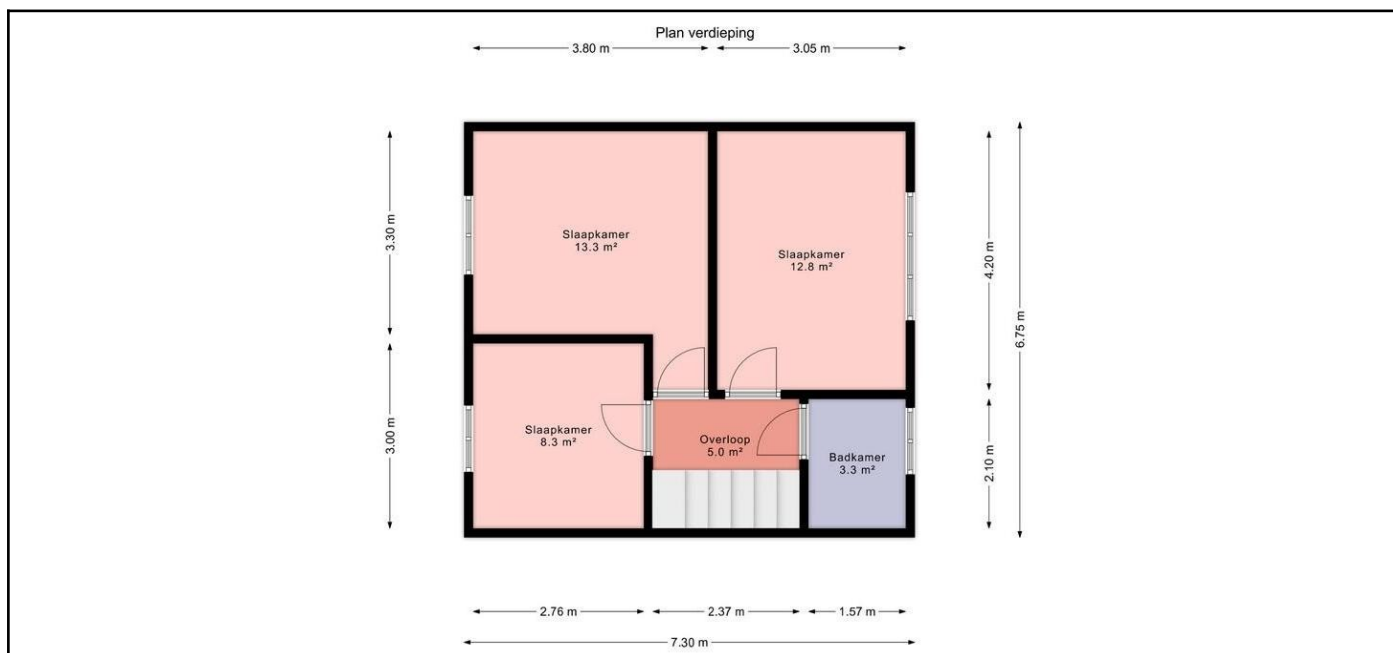 Plan verdieping
3.80 m
3.05 m
3.30 m
3.00 m
4.20 m
2.10 m
6.75 m
Slaapkamer
13.3 m²
Slaapkamer
12.8 m²
Slaapkamer
8.3 m²
Overloop
5.0 m²
Badkamer
3.3 m²
2.76 m
2.37 m
1.57 m
7.30 m